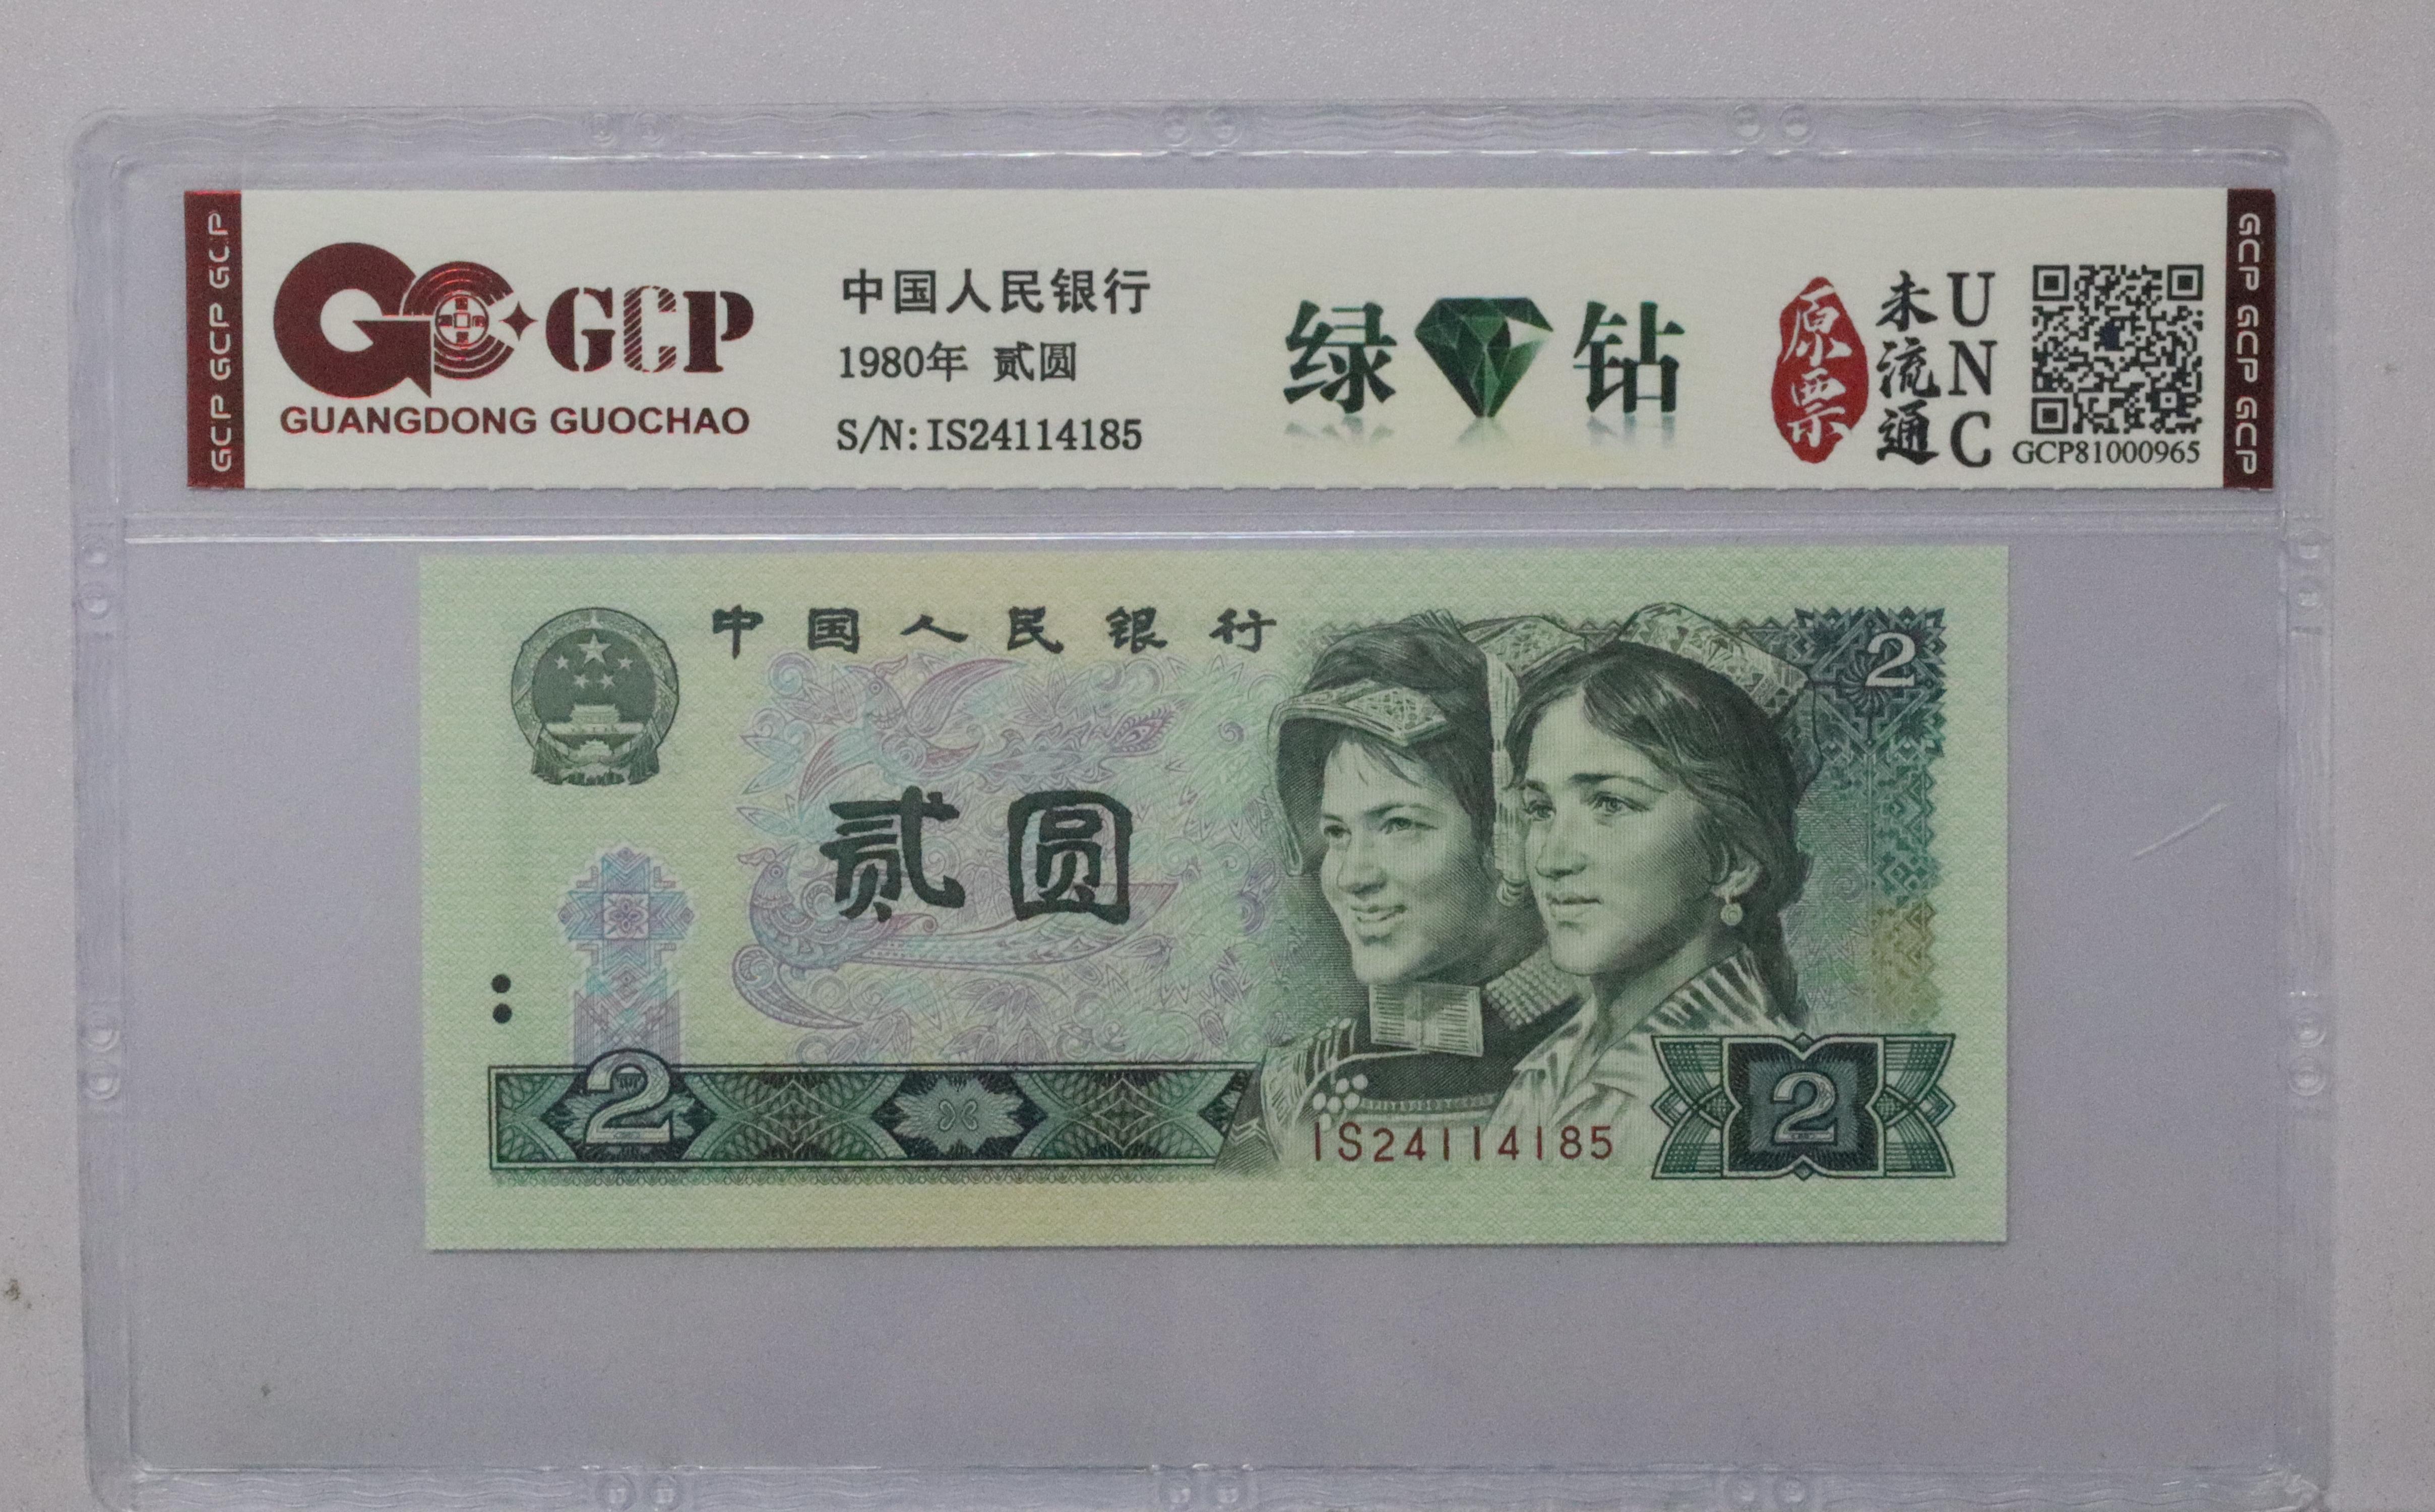 GCP GCP GCP
GCP
GUANGDONG GUOCHAO
中国人民银行
1980年 贰圆
S/N:IS24114185
绿钻
原票
未流通
UNC
GCP81000965
GCP GCP GCP
中国人民银行
2
贰圆
2
IS24114185
2